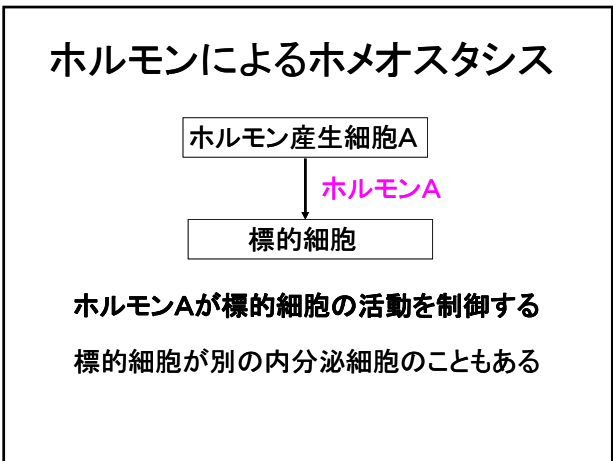 ホルモンによるホメオスタシス
ホルモン産生細胞A
ホルモンA
標的細胞
ホルモンAが標的細胞の活動を制御する
標的細胞が別の内分泌細胞のこともある